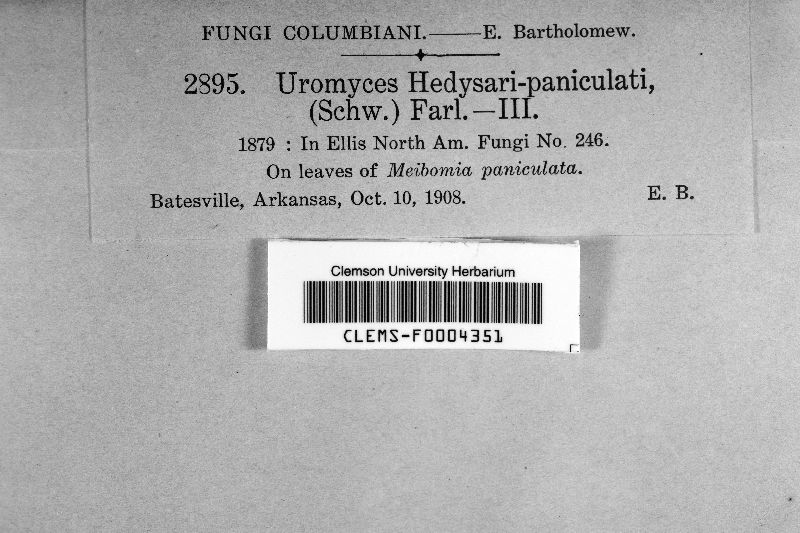 FUNGI COLUMBIANI.——E. Bartholomew.
2895. Uromyces Hedysari-paniculati,
(Schw.) Farl.—III.
1879 : In Ellis North Am. Fungi No. 246.
On leaves of Meibomia paniculata.
Batesville, Arkansas, Oct. 10, 1908. E. B.
Clemson University Herbarium
CLEMS-F0004351